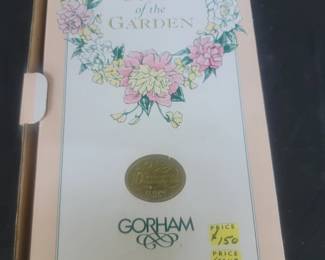 of the
GARDEN
GORHAM
PRICE
$150
PRICE